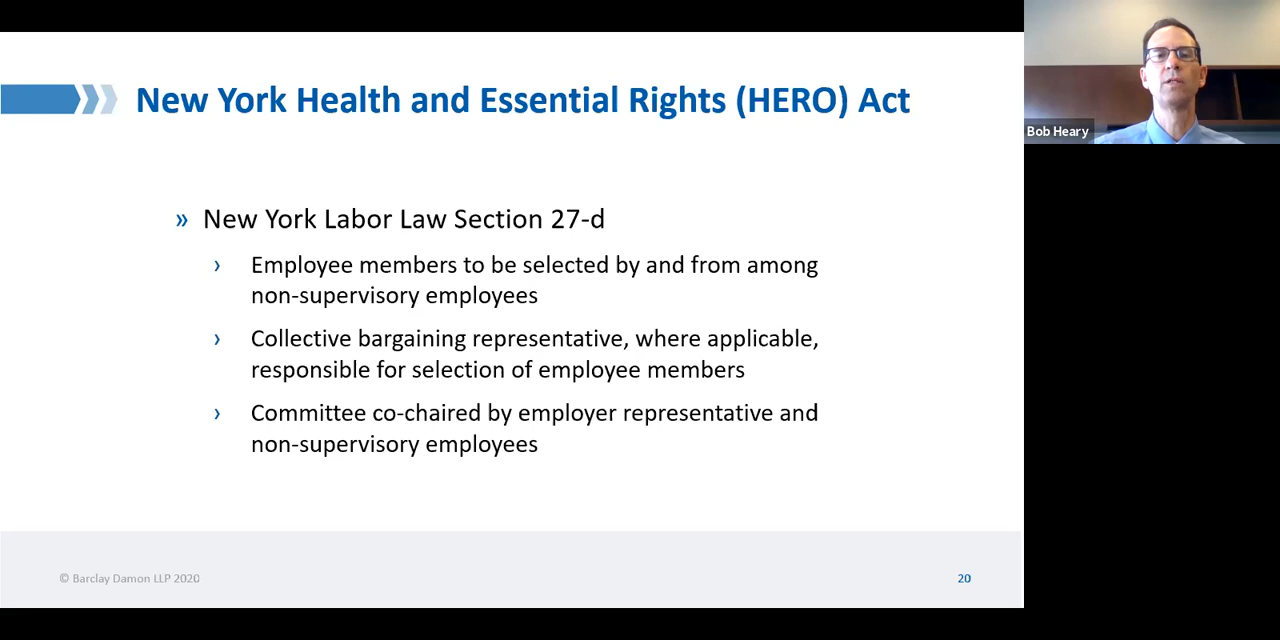 New York Health and Essential Rights (HERO) Act
Bob Heary
» New York Labor Law Section 27-d
› Employee members to be selected by and from among
non-supervisory employees
› Collective bargaining representative, where applicable,
responsible for selection of employee members
› Committee co-chaired by employer representative and
non-supervisory employees
© Barclay Damon LLP 2020
20